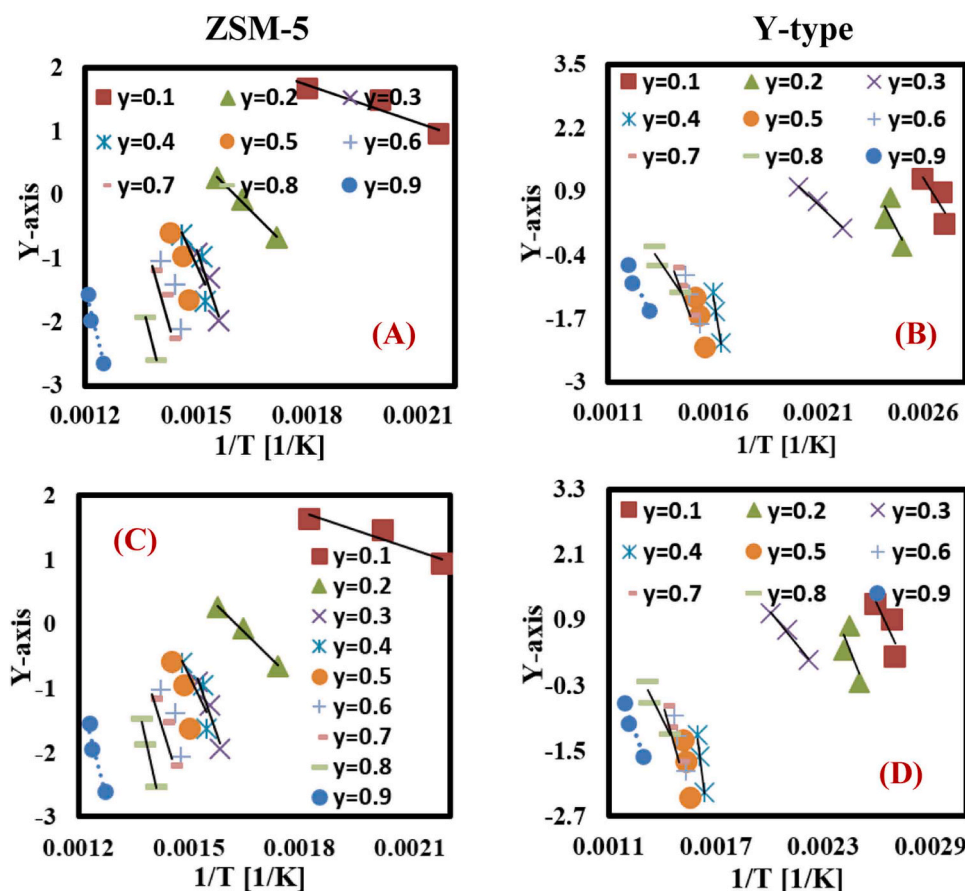 ZSM-5
Y-type
2
1
0
-1
-2
-3
Y-axis
y=0.1 y=0.2 y=0.3
y=0.4 y=0.5 y=0.6
y=0.7 y=0.8 y=0.9
(A)
0.0012 0.0015 0.0018 0.0021
1/T [1/K]
3.5
2.2
0.9
-0.4
-1.7
-3
Y-axis
y=0.1 y=0.2 y=0.3
y=0.4 y=0.5 y=0.6
y=0.7 y=0.8 y=0.9
(B)
0.0011 0.0016 0.0021 0.0026
1/T [1/K]
2
1
0
-1
-2
-3
Y-axis
(C)
y=0.1
y=0.2
y=0.3
y=0.4
y=0.5
y=0.6
y=0.7
y=0.8
y=0.9
0.0012 0.0015 0.0018 0.0021
1/T [1/K]
3.3
2.1
0.9
-0.3
-1.5
-2.7
Y-axis
y=0.1 y=0.2 y=0.3
y=0.4 y=0.5 y=0.6
y=0.7 y=0.8 y=0.9
(D)
0.0011 0.0017 0.0023 0.0029
1/T [1/K]